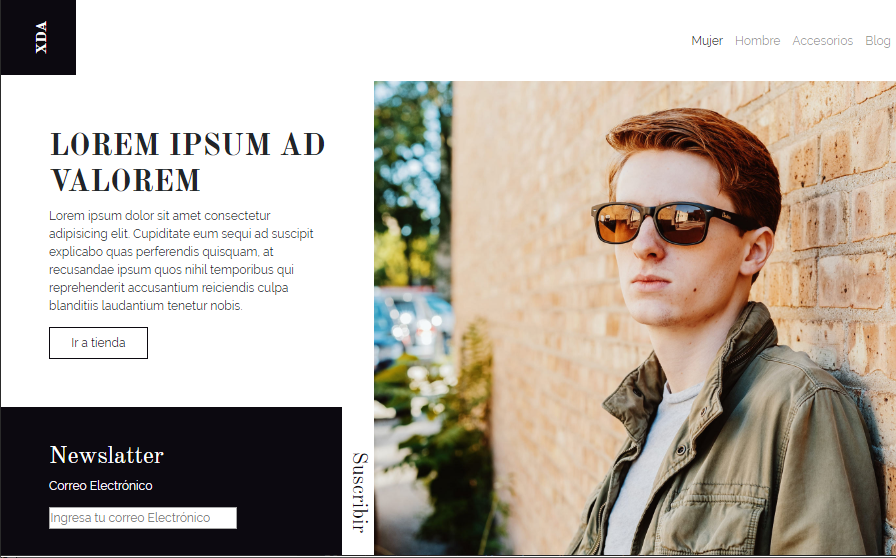 XDA
Mujer Hombre Accesorios Blog
LOREM IPSUM AD
VALOREM
Lorem ipsum dolor sit amet consectetur
adipisicing elit. Cupiditate eum sequi ad suscipit
explicabo quas perferendis quisquam, at
recusandae ipsum quos nihil temporibus qui
reprehenderit accusantium reiciendis culpa
blanditiis laudantium tenetur nobis.
Ir a tienda
Newslatter
Correo Electrónico
Ingresa tu correo Electrónico
Suscribir